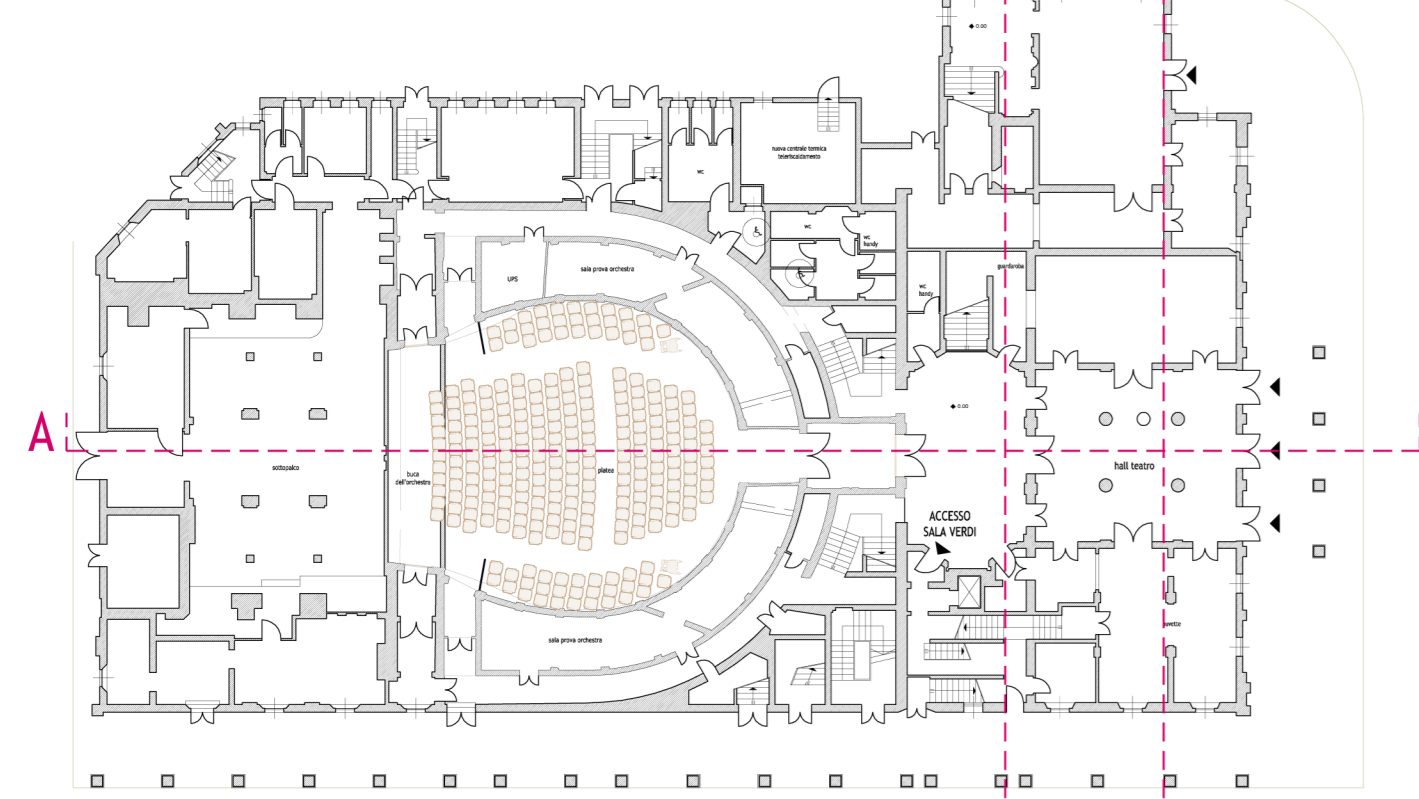 0.00
nuova centrale termica
teleriscaldamento
wc
wc
wc
handy
guardaroba
UPS
sala prova orchestra
wc
handy
0.00
A
sottopalco
buca
dell'orchestra
platea
hall teatro
ACCESSO
SALA VERDI
sala prova orchestra